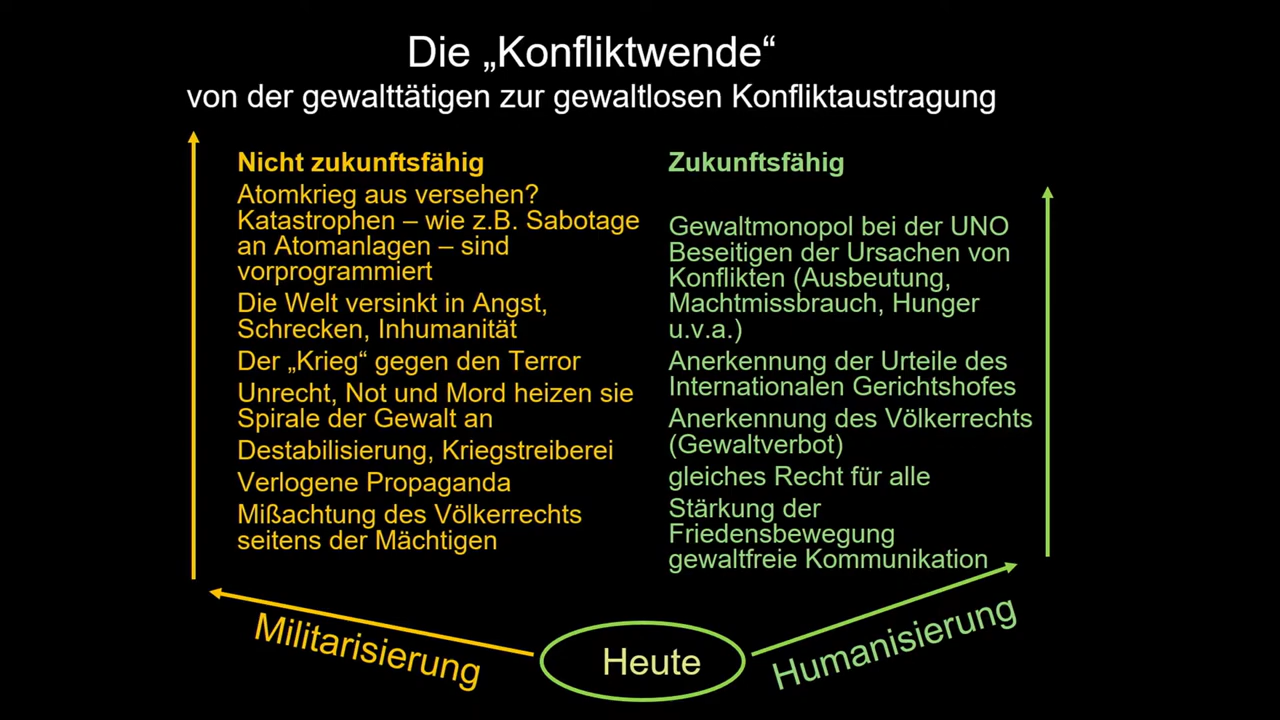 Die „Konfliktwende“
von der gewalttätigen zur gewaltlosen Konfliktaustragung
Nicht zukunftsfähig
Atomkrieg aus versehen?
Katastrophen – wie z.B. Sabotage
an Atomanlagen – sind
vorprogrammiert
Die Welt versinkt in Angst,
Schrecken, Inhumanität
Der „Krieg“ gegen den Terror
Unrecht, Not und Mord heizen sie
Spirale der Gewalt an
Destabilisierung, Kriegstreiberei
Verlogene Propaganda
Mißachtung des Völkerrechts
seitens der Mächtigen
Zukunftsfähig
Gewaltmonopol bei der UNO
Beseitigen der Ursachen von
Konflikten (Ausbeutung,
Machtmissbrauch, Hunger
u.v.a.)
Anerkennung der Urteile des
Internationalen Gerichtshofes
Anerkennung des Völkerrechts
(Gewaltverbot)
gleiches Recht für alle
Stärkung der
Friedensbewegung
gewaltfreie Kommunikation
Militarisierung
Heute
Humanisierung